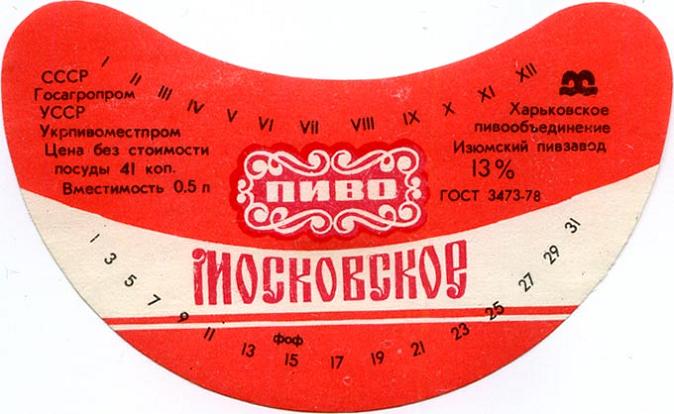 СССР
Госагропром
УССР
Укрпивоместпром
Цена без стоимости
посуды 41 коп.
Вместимость 0.5 л
I II III IV V VI VII VIII IX X XI XII
Харьковское
пивообъединение
Изюмский пивзавод
13%
ГОСТ 3473-78
ПИВО
МОСКОВСКОЕ
1 3 5 7 9 11 13 15 17 19 21 23 25 27 29 31
фоф